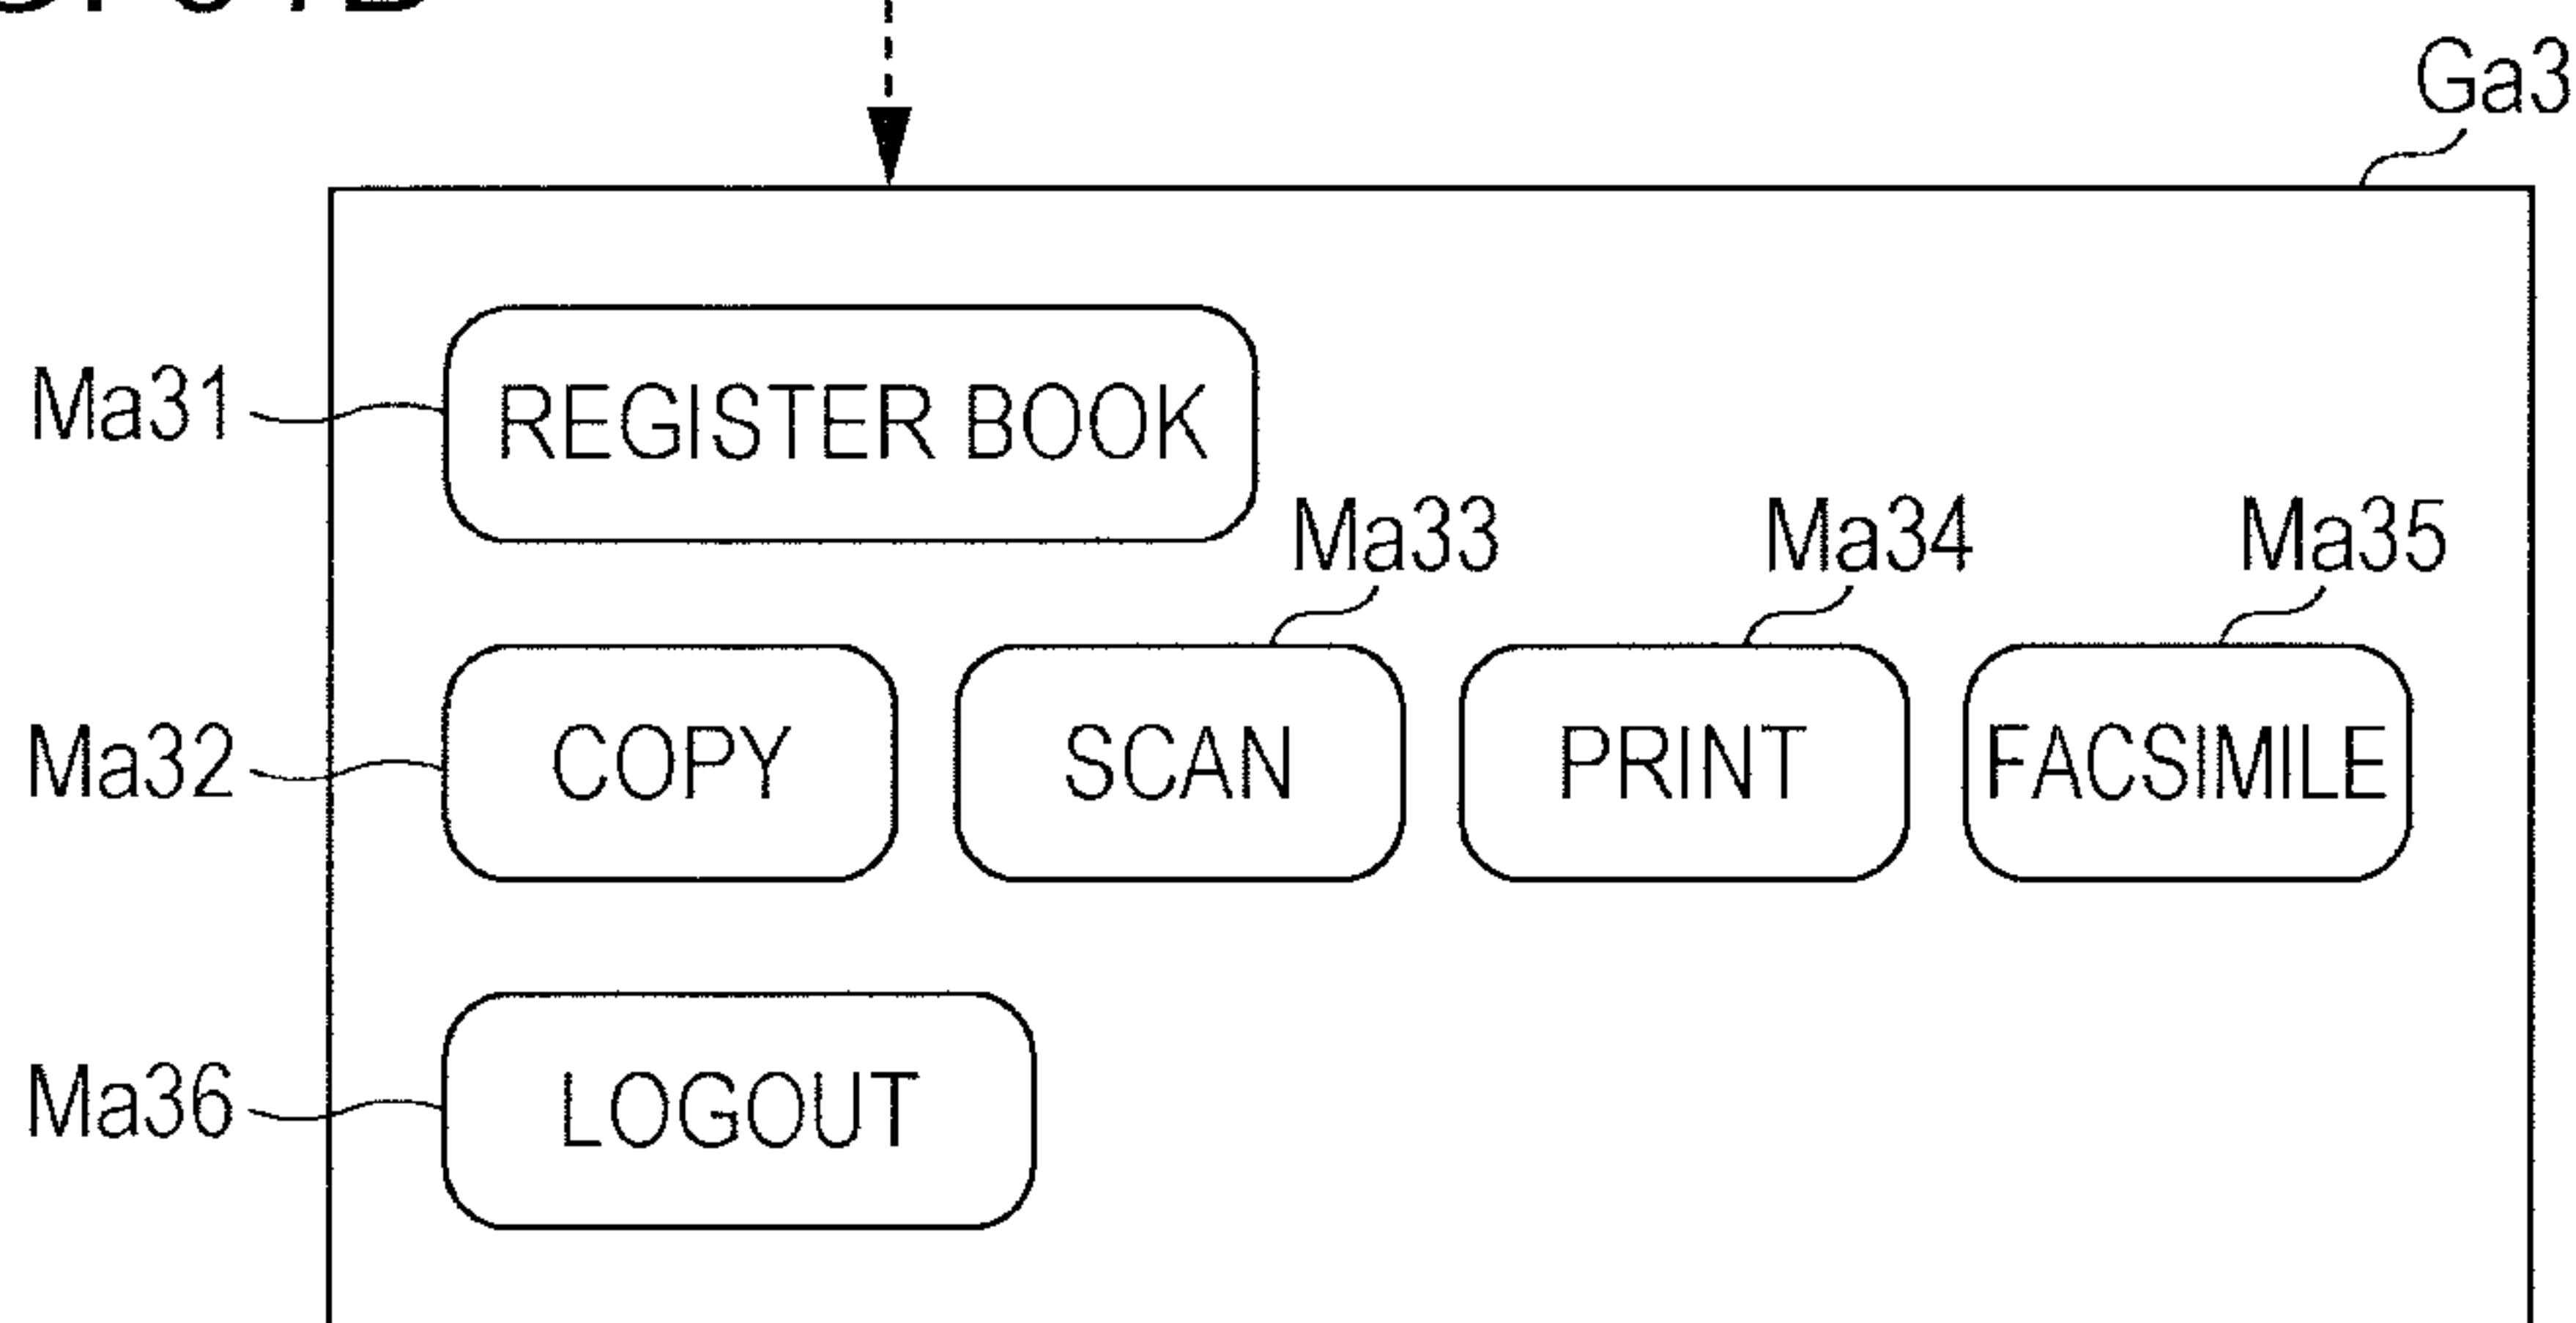 Ga3
Ma31 REGISTER BOOK
Ma33 Ma34 Ma35
Ma32 COPY SCAN PRINT FACSIMILE
Ma36 LOGOUT